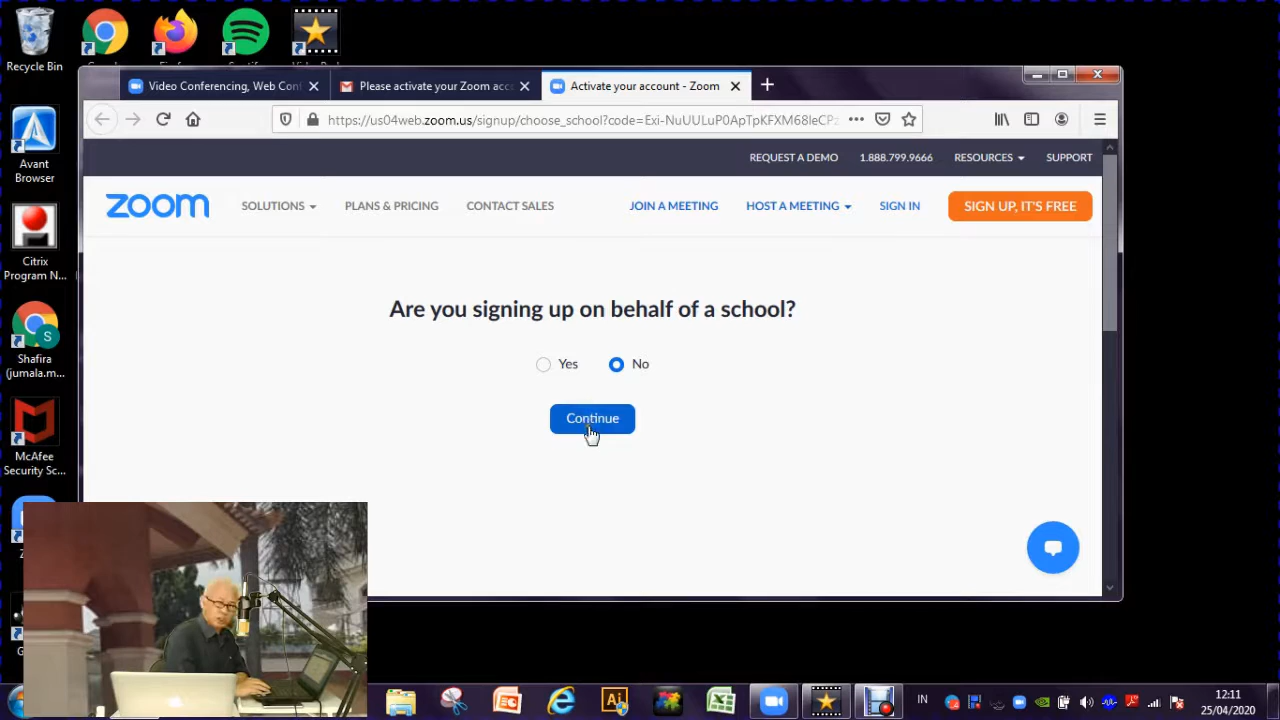 Recycle Bin
Avant
Browser
Citrix
Program N...
Shafira
(jumala.m...
McAfee
Security Sc...
Video Conferencing, Web Conf
Please activate your Zoom acc
Activate your account - Zoom
https://us04web.zoom.us/signup/choose_school?code=Exi-NuUULuP0ApTpKFXM68IeCP
REQUEST A DEMO
1.888.799.9666
RESOURCES
SUPPORT
zoom
SOLUTIONS
PLANS & PRICING
CONTACT SALES
JOIN A MEETING
HOST A MEETING
SIGN IN
SIGN UP, IT'S FREE
Are you signing up on behalf of a school?
Yes
No
Continue
S
Ai
IN
12:11
25/04/2020